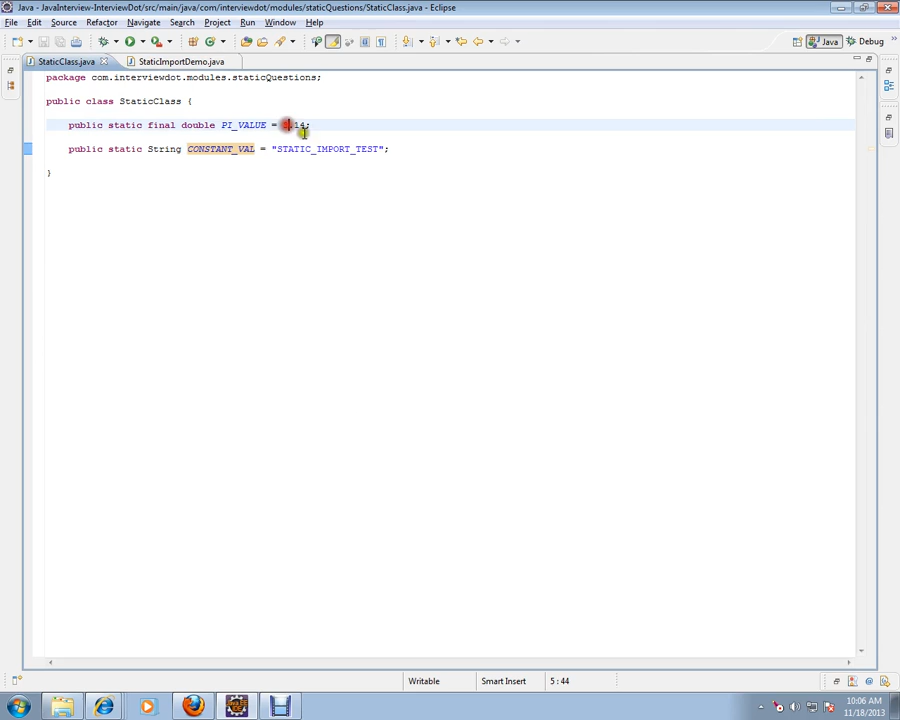 Java - JavaInterview-InterviewDot/src/main/java/com/interviewdot/modules/staticQuestions/StaticClass.java - Eclipse
File Edit Source Refactor Navigate Search Project Run Window Help
Java Debug
StaticClass.java StaticImportDemo.java
package com.interviewdot.modules.staticQuestions;
public class StaticClass {
public static final double PI_VALUE = 14;
public static String CONSTANT_VAL = "STATIC_IMPORT_TEST";
}
Writable Smart Insert 5 : 44
10:06 AM
11/18/2013